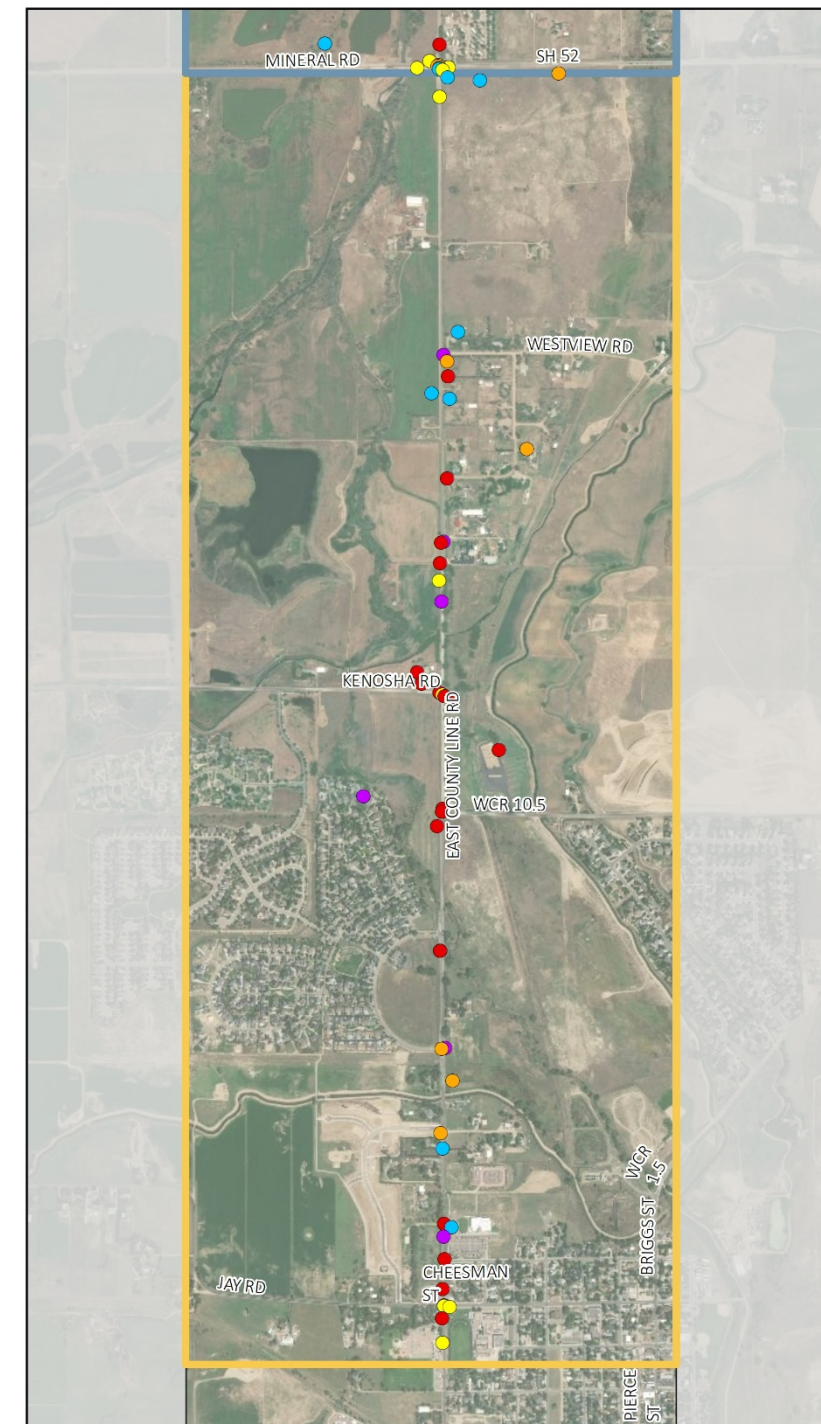 MINERAL RD
SH 52
WESTVIEW RD
KENOSHA RD
EAST COUNTY LINE RD
WCR 10.5
WCR
1.5
BRIGGS ST
JAY RD
CHEESMAN
ST
PIERCE
ST